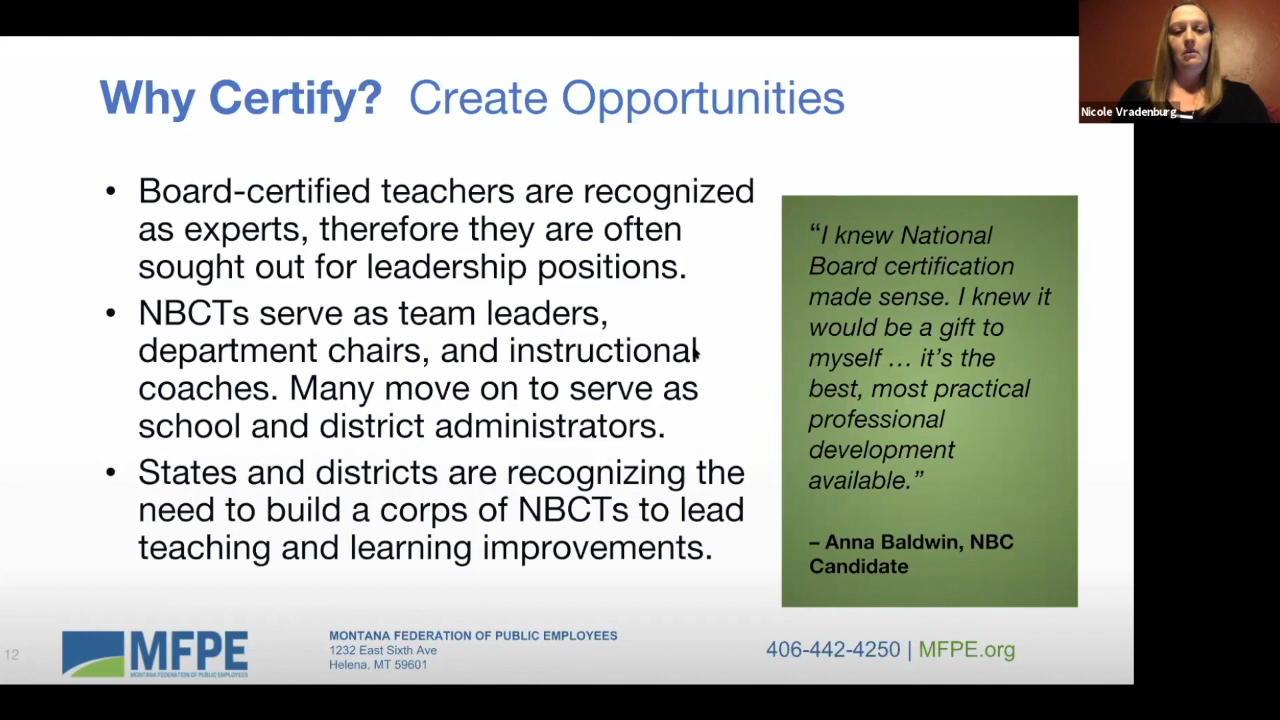 Why Certify? Create Opportunities
• Board-certified teachers are recognized
as experts, therefore they are often
sought out for leadership positions.
• NBCTs serve as team leaders,
department chairs, and instructional
coaches. Many move on to serve as
school and district administrators.
• States and districts are recognizing the
need to build a corps of NBCTs to lead
teaching and learning improvements.
“I knew National
Board certification
made sense. I knew it
would be a gift to
myself … it’s the
best, most practical
professional
development
available.”
– Anna Baldwin, NBC
Candidate
Nicole Vradenburg
12
MFPE
MONTANA FEDERATION OF PUBLIC EMPLOYEES
MONTANA FEDERATION OF PUBLIC EMPLOYEES
1232 East Sixth Ave
Helena, MT 59601
406-442-4250 | MFPE.org